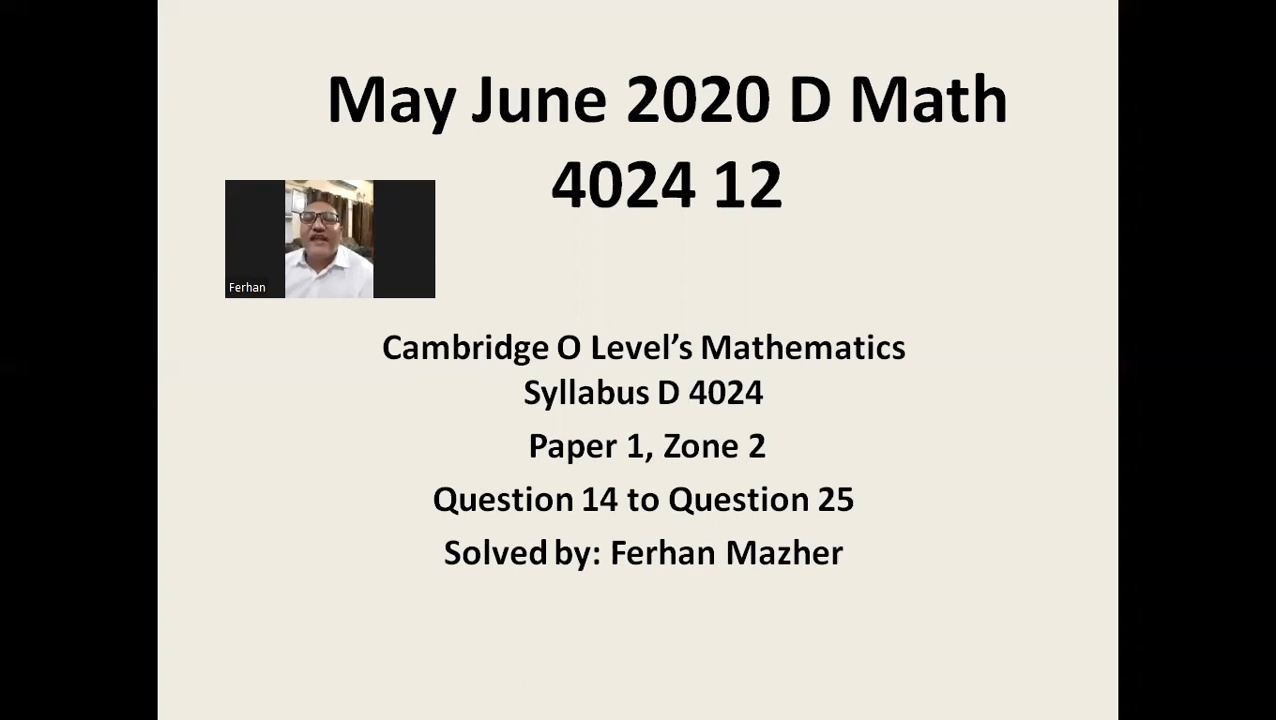 May June 2020 D Math
4024 12
Ferhan
Cambridge O Level’s Mathematics
Syllabus D 4024
Paper 1, Zone 2
Question 14 to Question 25
Solved by: Ferhan Mazher